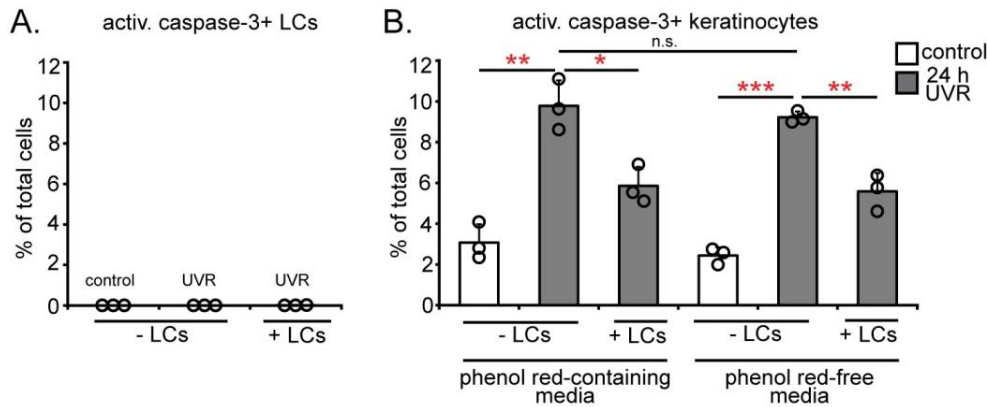 A.
activ. caspase-3+ LCs
% of total cells
12
10
8
6
4
2
0
control
UVR
UVR
- LCs
+ LCs
B.
activ. caspase-3+ keratinocytes
n.s.
control
24 h
UVR
% of total cells
12
10
8
6
4
2
0
**
*
***
**
- LCs
+ LCs
- LCs
+ LCs
phenol red-containing
media
phenol red-free
media